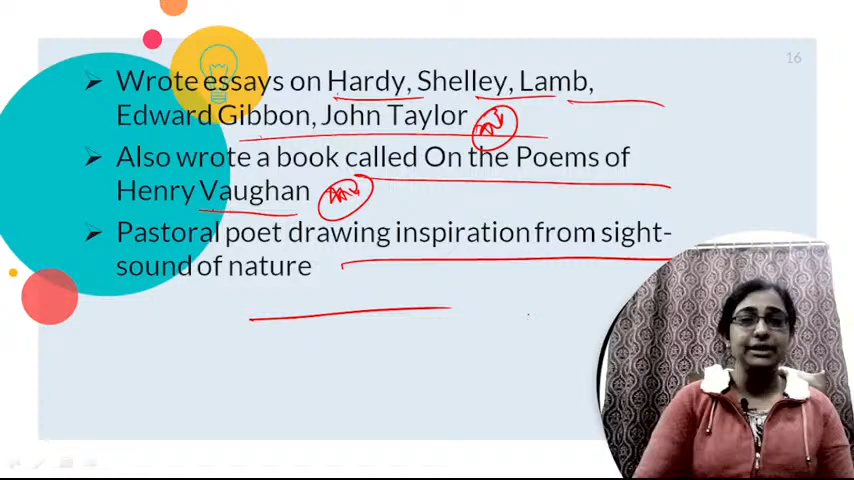 16
➢ Wrote essays on Hardy, Shelley, Lamb,
Edward Gibbon, John Taylor
➢ Also wrote a book called On the Poems of
Henry Vaughan
➢ Pastoral poet drawing inspiration from sight-
sound of nature